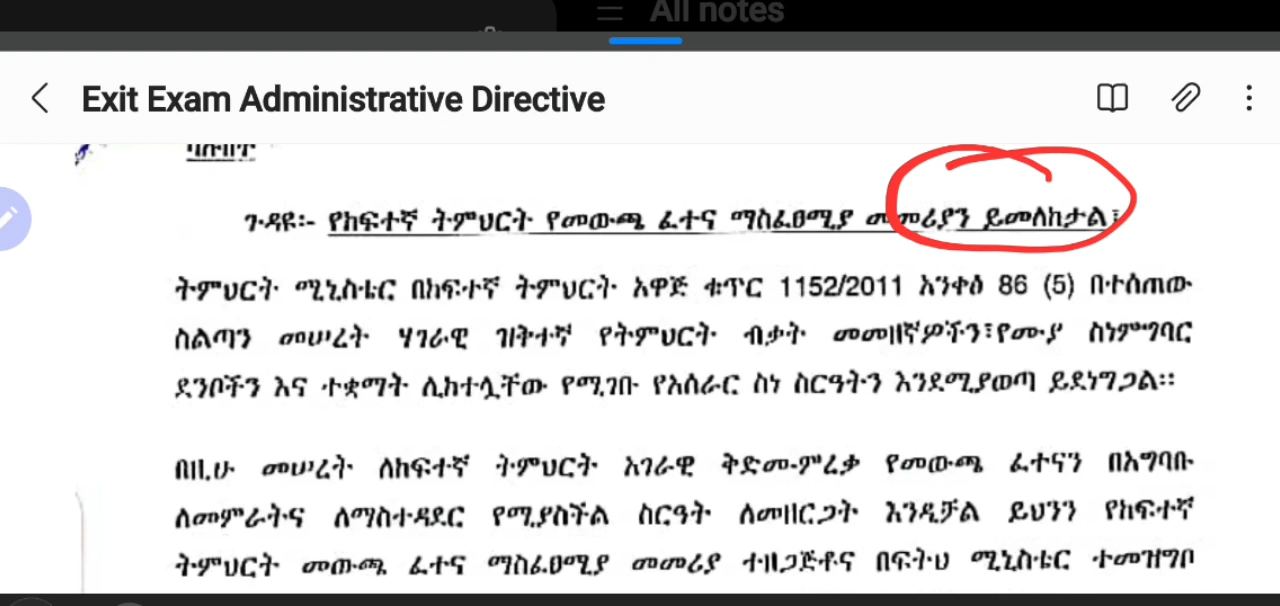 All notes
Exit Exam Administrative Directive
ባሉበት
ጉዳዩ፡- የከፍተኛ ትምህርት የመውጫ ፈተና ማስፈፀሚያ መመሪያን ይመለከታል፤
ትምህርት ሚኒስቴር በከፍተኛ ትምህርት አዋጅ ቁጥር 1152/2011 አንቀፅ 86 (5) በተሰጠው
ስልጣን መሠረት ሃገራዊ ዝቅተኛ የትምህርት ብቃት መመዘኛዎችን፣የሙያ ስነምግባር
ደንቦችን እና ተቋማት ሊከተሏቸው የሚገቡ የአሰራር ስነ ስርዓትን እንደሚያወጣ ይደነግጋል።
በዚሁ መሠረት ለከፍተኛ ትምህርት አገራዊ ቅድመ-ምረቃ የመውጫ ፈተናን በአግባቡ
ለመምራትና ለማስተዳደር የሚያስችል ስርዓት ለመዘርጋት እንዲቻል ይህንን የከፍተኛ
ትምህርት መውጫ ፈተና ማስፈፀሚያ መመሪያ ተዘጋጅቶና በፍትህ ሚኒስቴር ተመዝግቦ